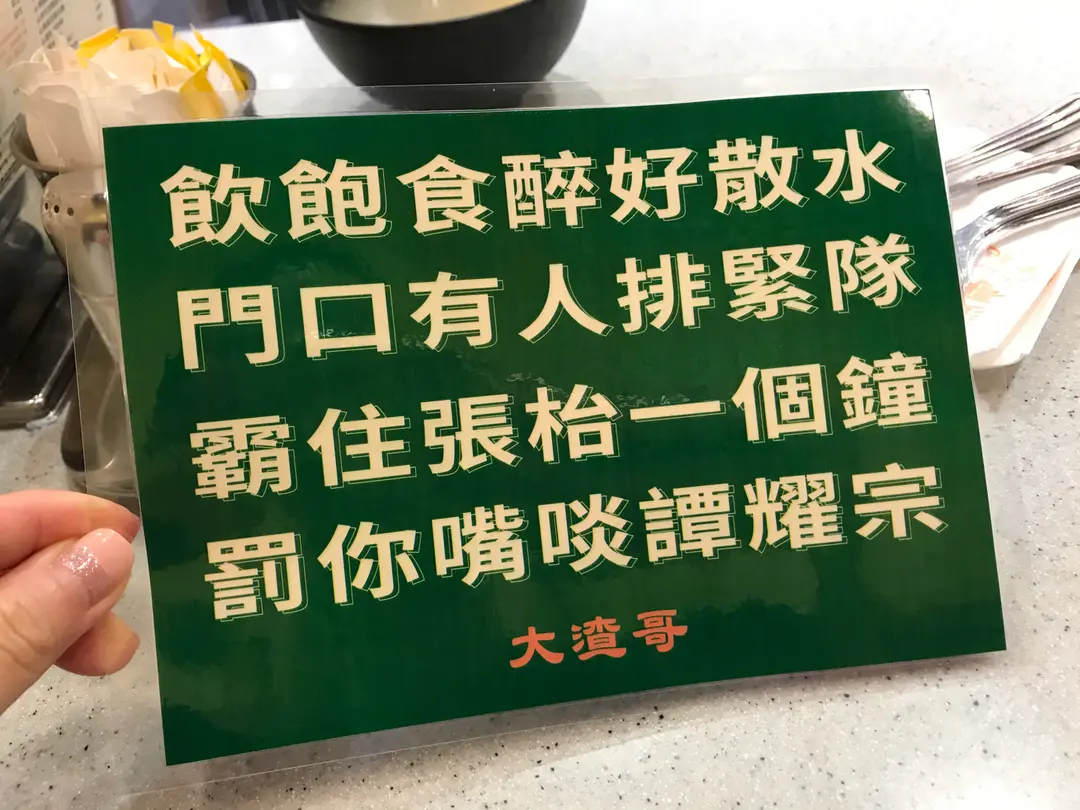 飲飽食醉好散水
門口有人排緊隊
霸住張枱一個鐘
罰你嘴啖譚耀宗
大渣哥